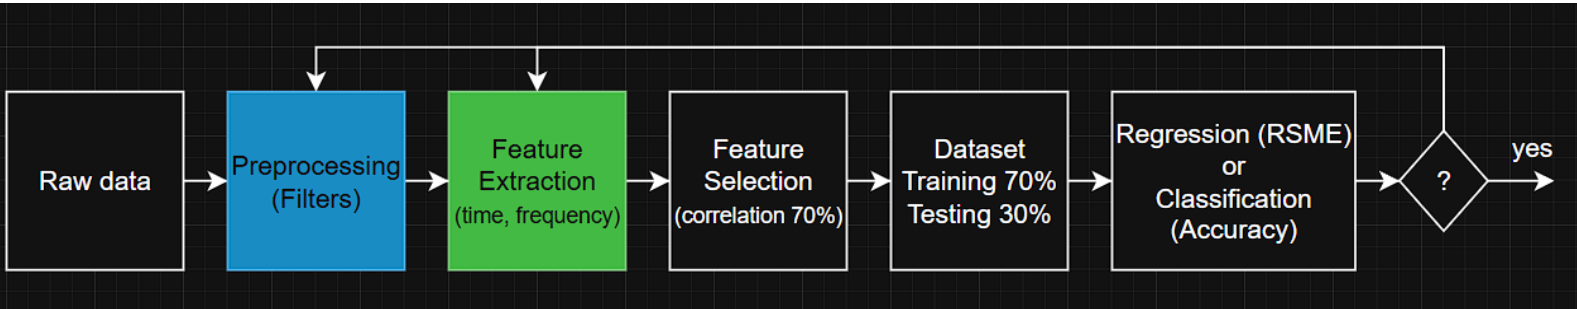 Raw data
Preprocessing
(Filters)
Feature
Extraction
(time, frequency)
Feature
Selection
(correlation 70%)
Dataset
Training 70%
Testing 30%
Regression (RSME)
or
Classification
(Accuracy)
?
yes